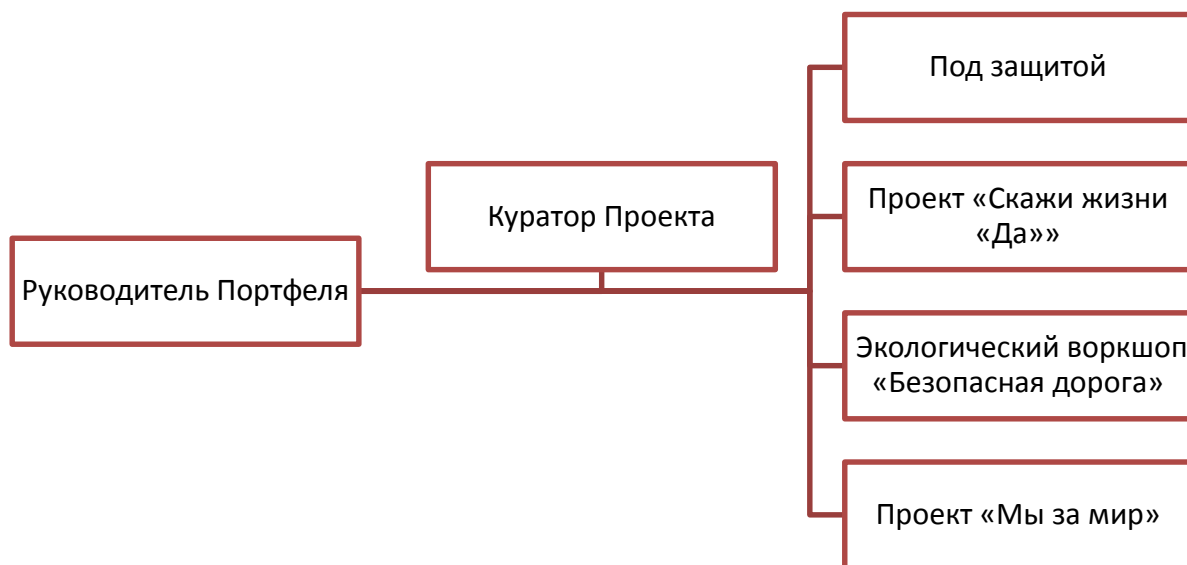 Под защитой
Куратор Проекта
Проект «Скажи жизни
«Да»»
Руководитель Портфеля
Экологический воркшоп
«Безопасная дорога»
Проект «Мы за мир»